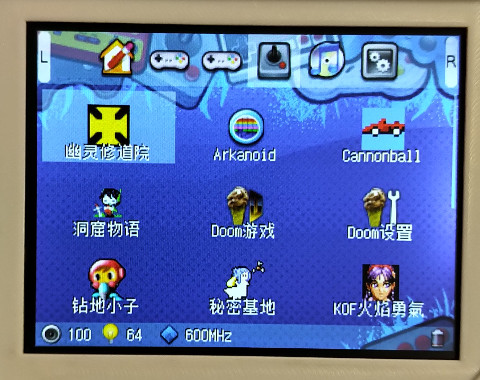 L
R
幽灵修道院
Arkanoid
Cannonball
洞窟物语
Doom游戏
Doom设置
钻地小子
秘密基地
KOF火焰勇氣
100
64
600MHz